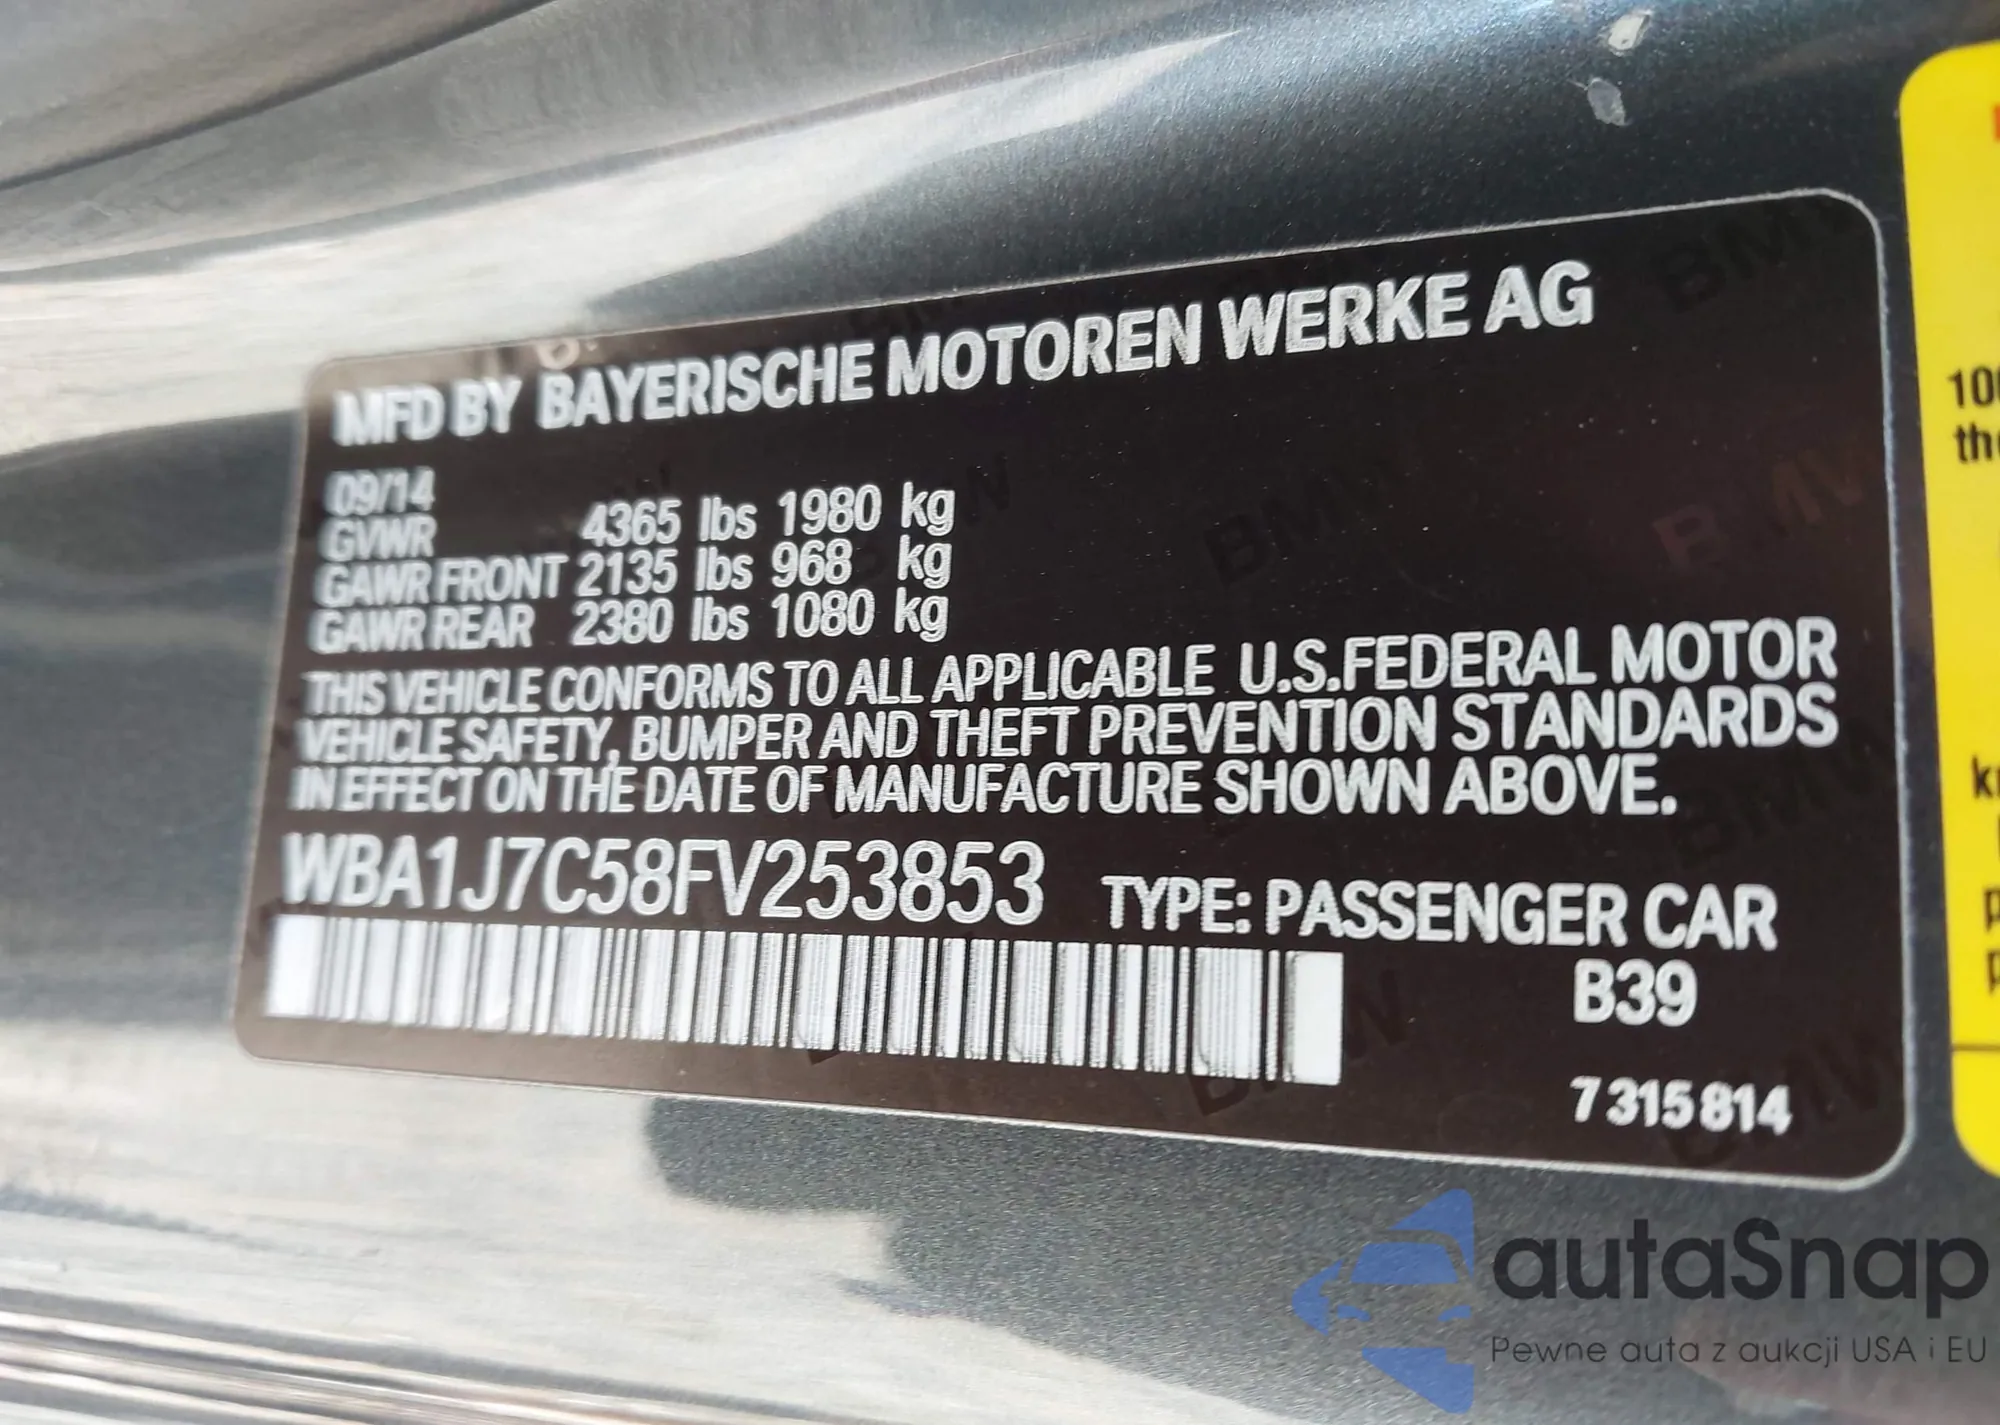 MFD BY BAYERISCHE MOTOREN WERKE AG
09/14
GVWR 4365 lbs 1980 kg
GAWR FRONT 2135 lbs 968 kg
GAWR REAR 2380 lbs 1080 kg
THIS VEHICLE CONFORMS TO ALL APPLICABLE U.S.FEDERAL MOTOR
VEHICLE SAFETY, BUMPER AND THEFT PREVENTION STANDARDS
IN EFFECT ON THE DATE OF MANUFACTURE SHOWN ABOVE.
WBA1J7C58FV253853 TYPE: PASSENGER CAR
B39
7 315 814
autaSnap
Pewne auta z aukcji USA i EU